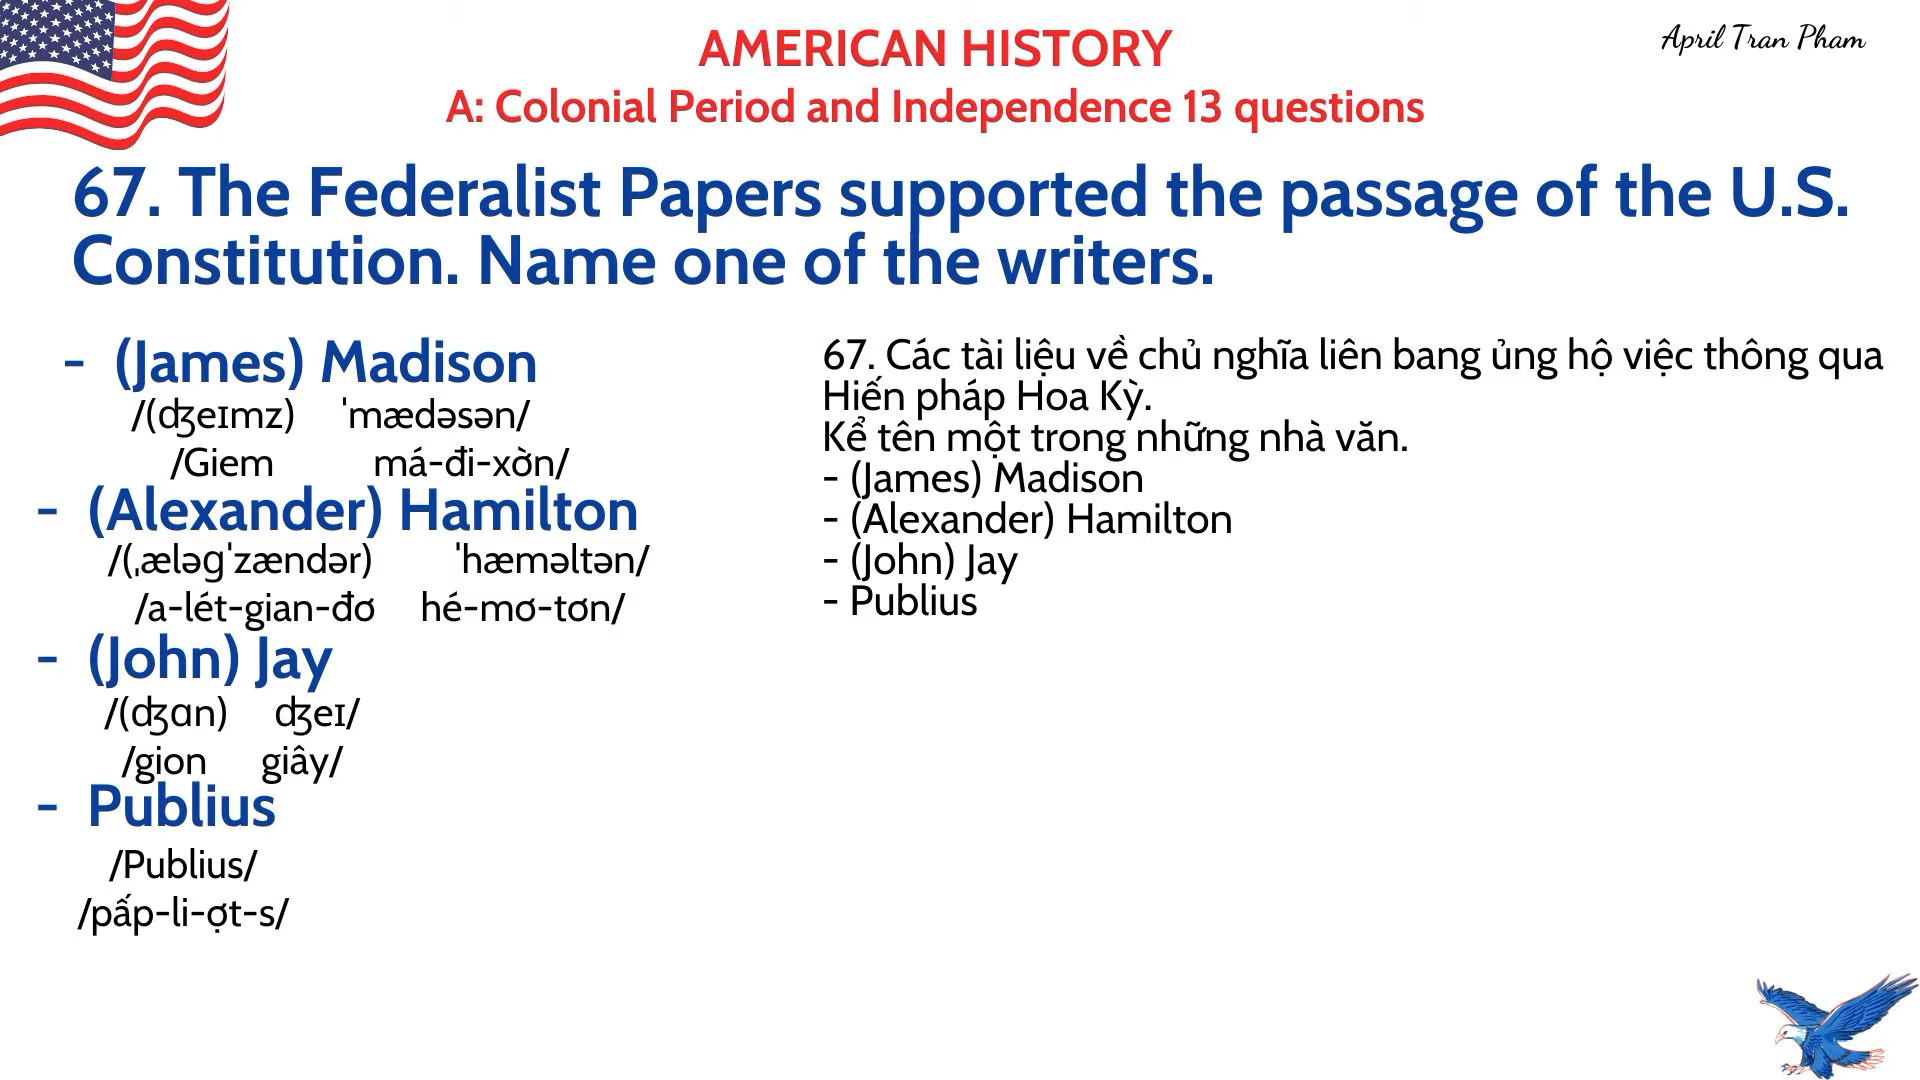 AMERICAN HISTORY
April Tran Pham
A: Colonial Period and Independence 13 questions
67. The Federalist Papers supported the passage of the U.S.
Constitution. Name one of the writers.
- (James) Madison
/(ʤeɪmz) ˈmædəsən/
/Giem má-đi-xờn/
- (Alexander) Hamilton
/(ˌæləgˈzændər) ˈhæməltən/
/a-lét-gian-đơ hé-mơ-tơn/
- (John) Jay
/(ʤɑn) ʤeɪ/
/gion giây/
- Publius
/Publius/
/pấp-li-ợt-s/
67. Các tài liệu về chủ nghĩa liên bang ủng hộ việc thông qua
Hiến pháp Hoa Kỳ.
Kể tên một trong những nhà văn.
- (James) Madison
- (Alexander) Hamilton
- (John) Jay
- Publius